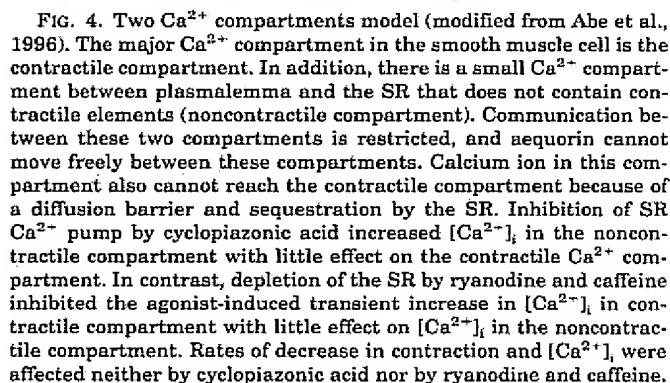 FIG. 4. Two Ca²⁺ compartments model (modified from Abe et al.,
1996). The major Ca²⁺ compartment in the smooth muscle cell is the
contractile compartment. In addition, there is a small Ca²⁺ compart-
ment between plasmalemma and the SR that does not contain con-
tractile elements (noncontractile compartment). Communication be-
tween these two compartments is restricted, and aequorin cannot
move freely between these compartments. Calcium ion in this com-
partment also cannot reach the contractile compartment because of
a diffusion barrier and sequestration by the SR. Inhibition of SR
Ca²⁺ pump by cyclopiazonic acid increased [Ca²⁺]ᵢ in the noncon-
tractile compartment with little effect on the contractile Ca²⁺ com-
partment. In contrast, depletion of the SR by ryanodine and caffeine
inhibited the agonist-induced transient increase in [Ca²⁺]ᵢ in con-
tractile compartment with little effect on [Ca²⁺]ᵢ in the noncontrac-
tile compartment. Rates of decrease in contraction and [Ca²⁺]ᵢ were
affected neither by cyclopiazonic acid nor by ryanodine and caffeine.